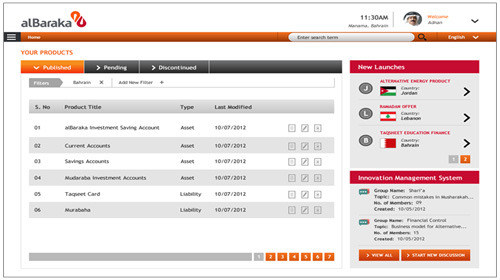 alBaraka
11:30AM
Manama, Bahrain
Welcome
Adnan
Home
Enter search term
English
YOUR PRODUCTS
Published Pending Discontinued
Filters Bahrain X Add New Filter +
S. No Product Title Type Last Modified
01 alBaraka Investment Saving Account Asset 10/07/2012
02 Current Accounts Asset 10/07/2012
03 Savings Accounts Asset 10/07/2012
04 Mudaraba Investment Accounts Asset 10/07/2012
05 Taqeet Card Liability 10/07/2012
06 Murabaha Liability 10/07/2012
1 2 3 4 5 6 7
New Launches
J ALTERNATIVE ENERGY PRODUCT
Country:
Jordan
L RAMADAN OFFER
Country:
Lebanon
B TAQHEET EDUCATION FINANCE
Country:
Bahrain
1 2
Innovation Management System
Group Name: Shari'a
Topic: Common mistakes in Mudarakah...
No. of Members: 09
Created: 10/05/2012
Group Name: Financial Control
Topic: Business model for Alternative...
No. of Members: 15
Created: 10/05/2012
VIEW ALL START NEW DISCUSSION